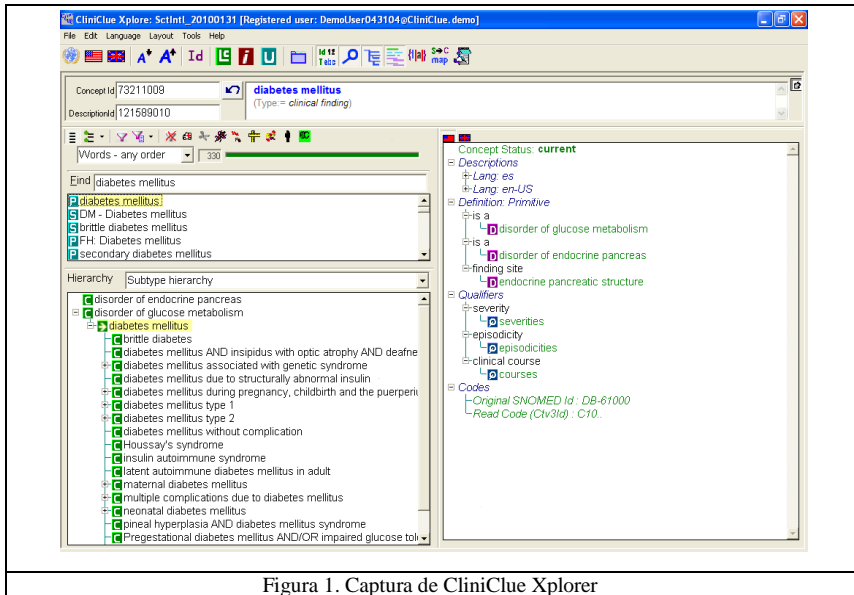 CliniClue Xplore: SctIntl_20100131 [Registered user: DemoUser043104@CliniClue.demo]
File Edit Language Layout Tools Help
A A Id
Id 12
Tabc
S→C
map
Concept Id 73211009
diabetes mellitus
(Type:= clinical finding)
DescriptionId 121589010
Words - any order
330
Find diabetes mellitus
P diabetes mellitus
S DM - Diabetes mellitus
S brittle diabetes mellitus
P FH: Diabetes mellitus
P secondary diabetes mellitus
Hierarchy Subtype hierarchy
C disorder of endocrine pancreas
C disorder of glucose metabolism
diabetes mellitus
C brittle diabetes
C diabetes mellitus AND insipidus with optic atrophy AND deafne
C diabetes mellitus associated with genetic syndrome
C diabetes mellitus due to structurally abnormal insulin
C diabetes mellitus during pregnancy, childbirth and the puerperiu
C diabetes mellitus type 1
C diabetes mellitus type 2
C diabetes mellitus without complication
C Houssay's syndrome
C insulin autoimmune syndrome
C latent autoimmune diabetes mellitus in adult
C maternal diabetes mellitus
C multiple complications due to diabetes mellitus
C neonatal diabetes mellitus
C pineal hyperplasia AND diabetes mellitus syndrome
C Pregestational diabetes mellitus AND/OR impaired glucose tole
Concept Status: current
Descriptions
Lang: es
Lang: en-US
Definition: Primitive
is a
D disorder of glucose metabolism
is a
D disorder of endocrine pancreas
finding site
D endocrine pancreatic structure
Qualifiers
severity
severities
episodicity
episodicities
clinical course
courses
Codes
Original SNOMED Id : DB-61000
Read Code (Ctv3Id) : C10..
Figura 1. Captura de CliniClue Xplorer